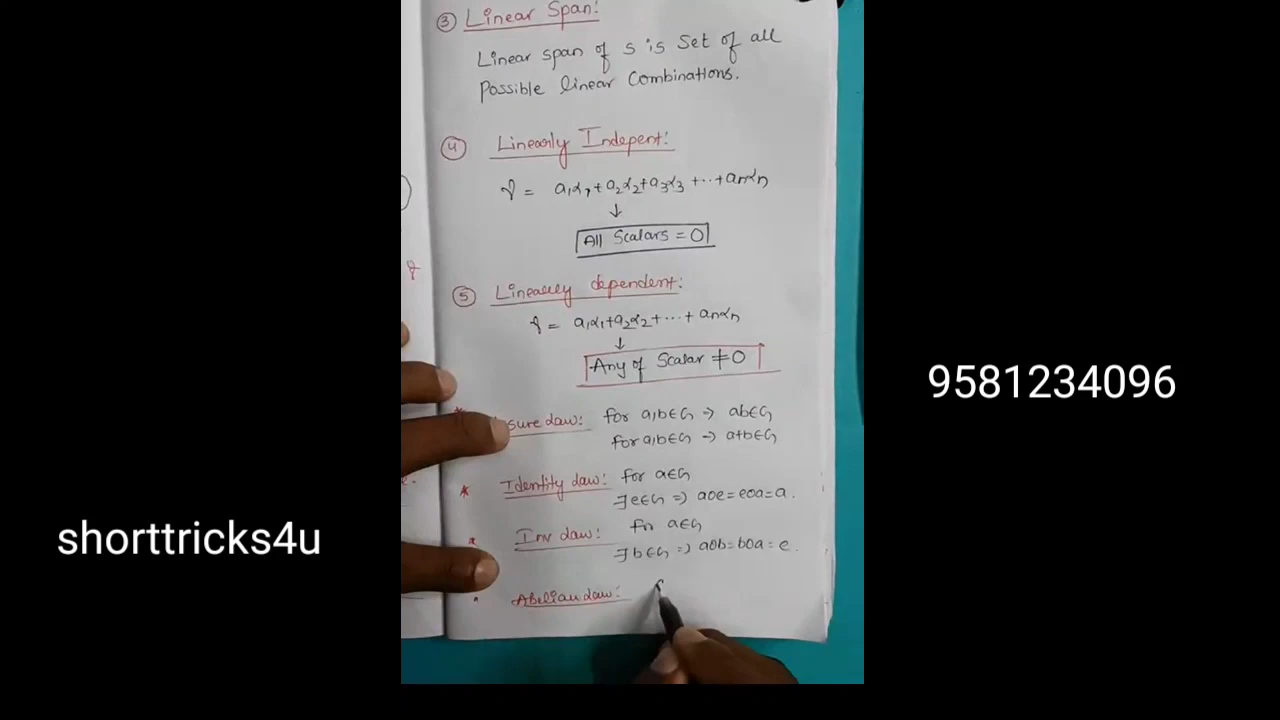 ③ Linear Span:
Linear span of S is Set of all
Possible linear Combinations.
④ Linearly Indepent:
= a₁α₁+a₂α₂+a₃α₃ +...+anαn
↓
All Scalars = 0
⑤ Linearly dependent:
= a₁α₁+a₂α₂+...+ anαn
↓
Any of Scalar ≠0
sure Law: for a,b∈G → ab∈G
for a,b∈G → a+b∈G
* Identity Law: for a∈G
∃e∈G => aoe=eoa=a.
* Inv Law: for a∈G
∃b∈G => aob=boa=e.
Abelian Law:
9581234096
shorttricks4u